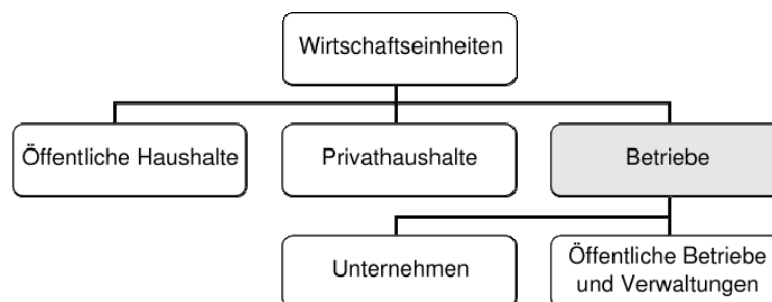 Wirtschaftseinheiten
Öffentliche Haushalte
Privathaushalte
Betriebe
Unternehmen
Öffentliche Betriebe
und Verwaltungen